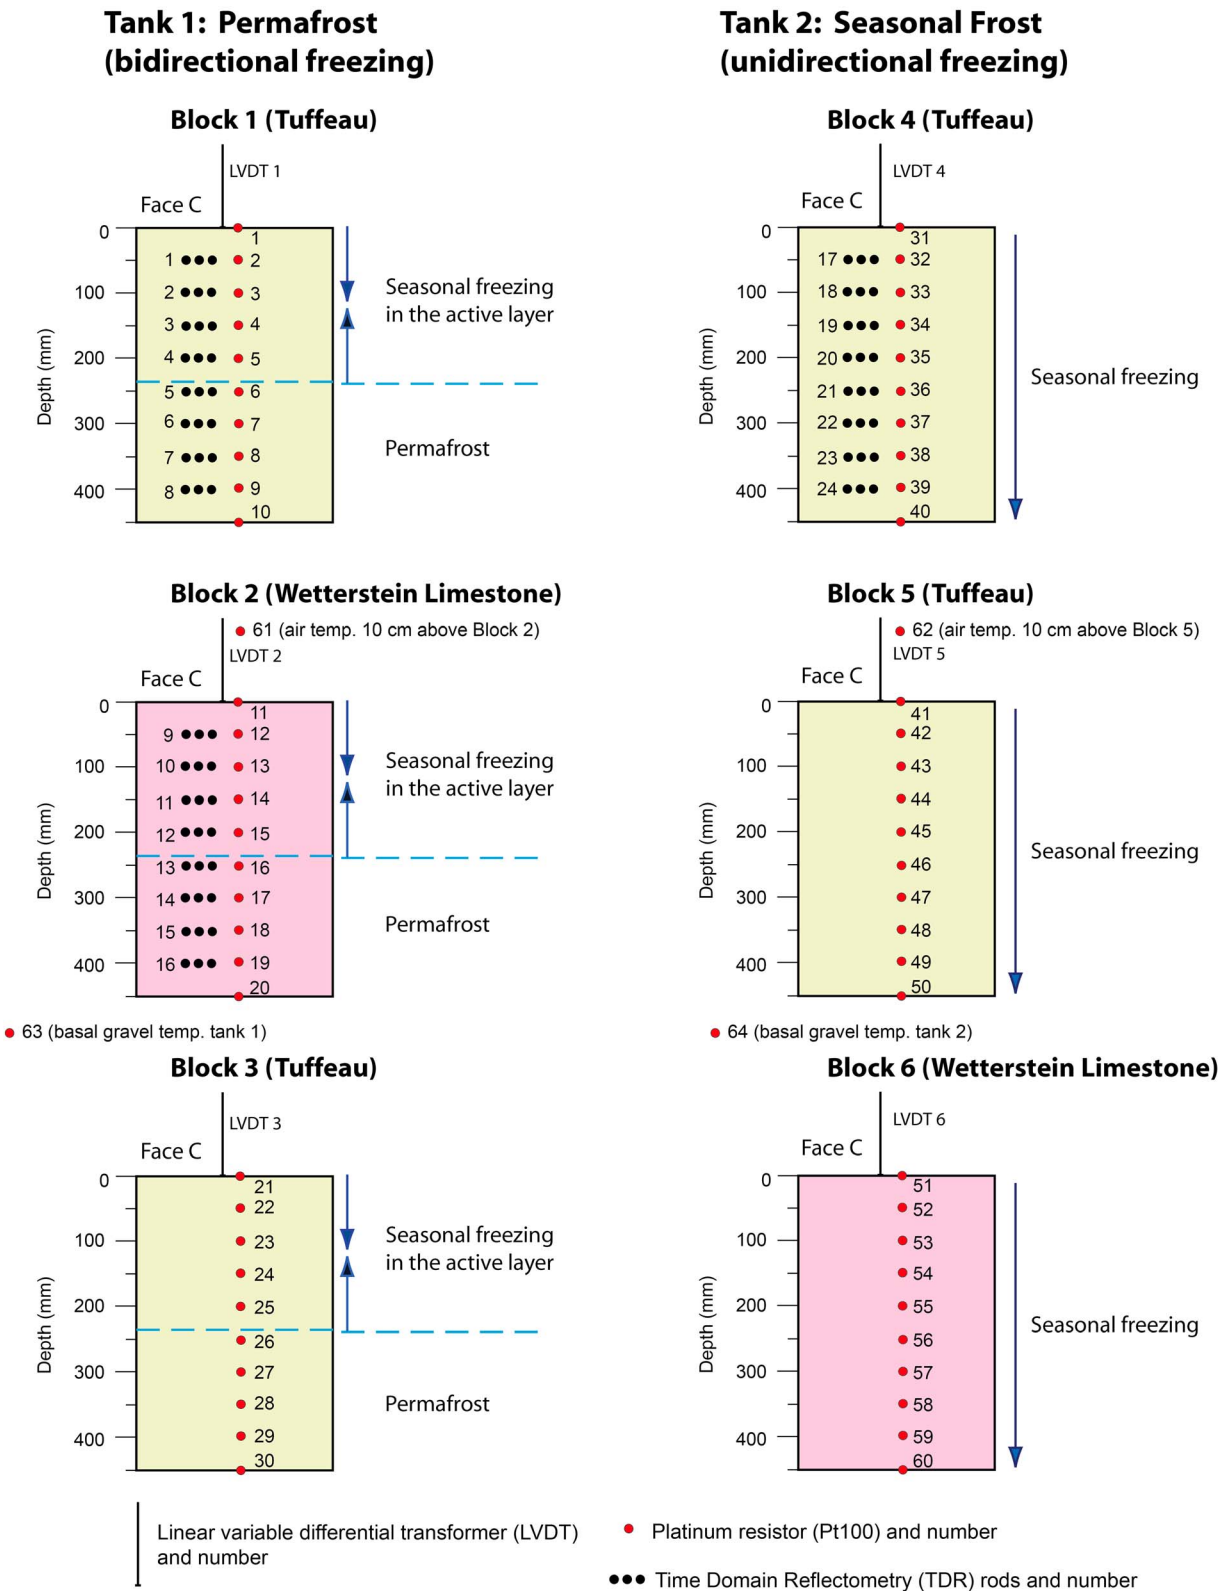 Tank 1: Permafrost
(bidirectional freezing)
Tank 2: Seasonal Frost
(unidirectional freezing)
Block 1 (Tuffeau)
LVDT 1
Face C
0
100
200
300
400
Depth (mm)
1
2
3
4
5
6
7
8
1
2
3
4
5
6
7
8
9
10
Seasonal freezing
in the active layer
Permafrost
Block 4 (Tuffeau)
LVDT 4
Face C
0
100
200
300
400
Depth (mm)
17
18
19
20
21
22
23
24
31
32
33
34
35
36
37
38
39
40
Seasonal freezing
Block 2 (Wetterstein Limestone)
61 (air temp. 10 cm above Block 2)
LVDT 2
Face C
0
100
200
300
400
Depth (mm)
9
10
11
12
13
14
15
16
11
12
13
14
15
16
17
18
19
20
Seasonal freezing
in the active layer
Permafrost
63 (basal gravel temp. tank 1)
Block 5 (Tuffeau)
62 (air temp. 10 cm above Block 5)
LVDT 5
Face C
0
100
200
300
400
Depth (mm)
41
42
43
44
45
46
47
48
49
50
Seasonal freezing
64 (basal gravel temp. tank 2)
Block 3 (Tuffeau)
LVDT 3
Face C
0
100
200
300
400
Depth (mm)
21
22
23
24
25
26
27
28
29
30
Seasonal freezing
in the active layer
Permafrost
Block 6 (Wetterstein Limestone)
LVDT 6
Face C
0
100
200
300
400
Depth (mm)
51
52
53
54
55
56
57
58
59
60
Seasonal freezing
Linear variable differential transformer (LVDT)
and number
Platinum resistor (Pt100) and number
Time Domain Reflectometry (TDR) rods and number